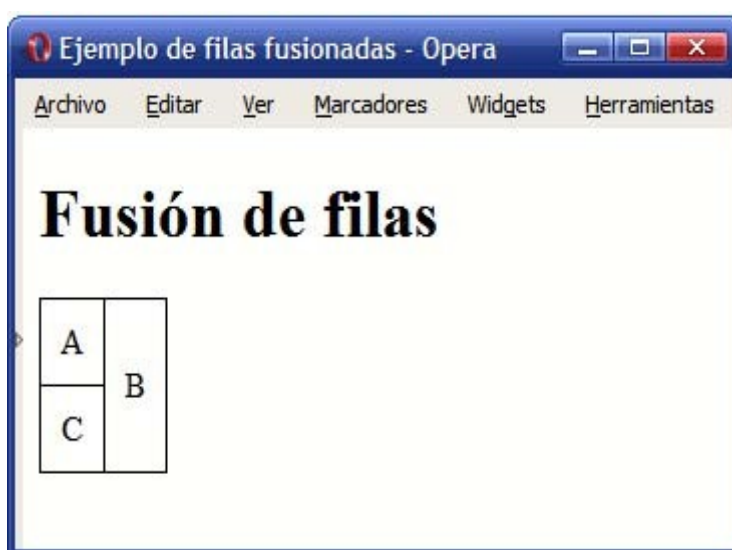 Ejemplo de filas fusionadas - Opera
Archivo Editar Ver Marcadores Widgets Herramientas
Fusión de filas
A
B
C